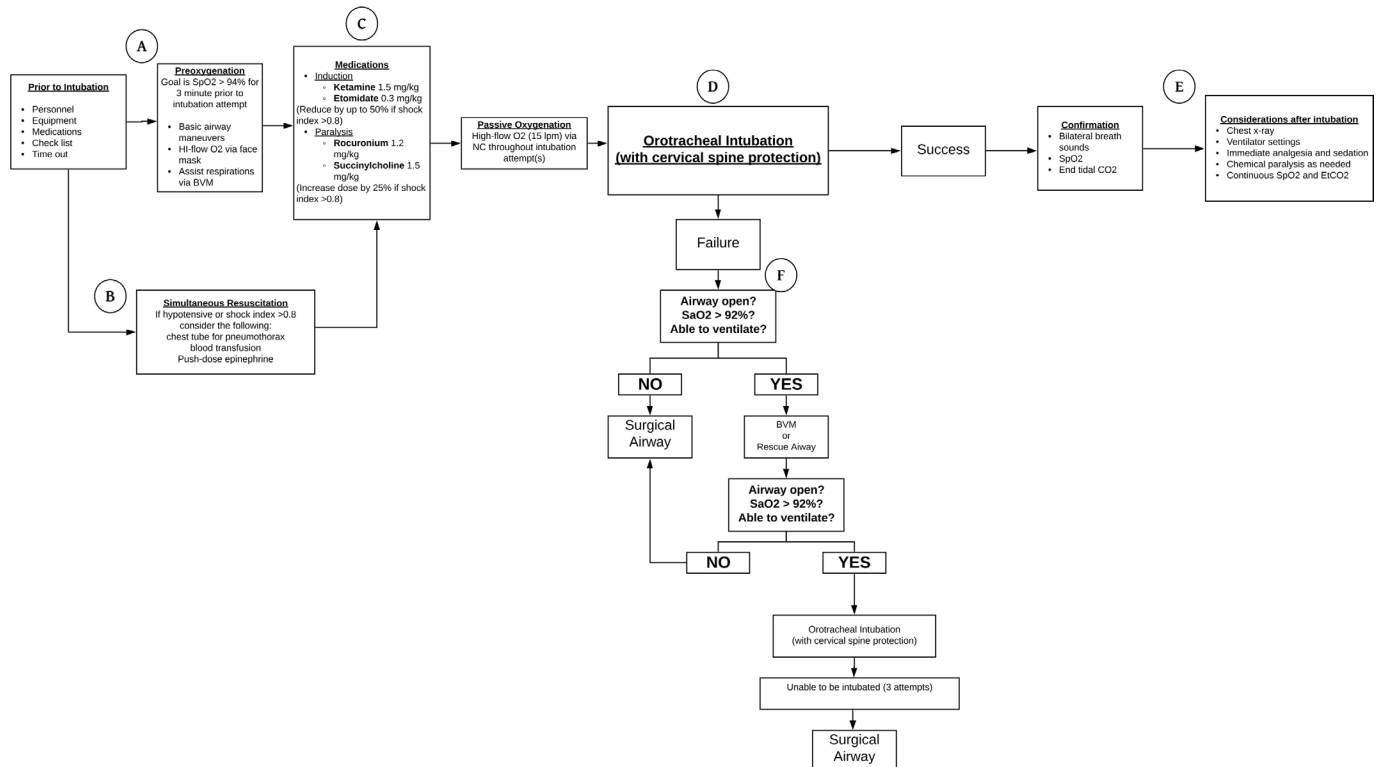 C
A
Preoxygenation
Goal is SpO2 > 94% for
3 minute prior to
intubation attempt
• Basic airway
maneuvers
• HI-flow O2 via face
mask
• Assist respirations
via BVM
Prior to Intubation
• Personnel
• Equipment
• Medications
• Check list
• Time out
Medications
• Induction
◦ Ketamine 1.5 mg/kg
◦ Etomidate 0.3 mg/kg
(Reduce by up to 50% if shock
index >0.8)
• Paralysis
◦ Rocuronium 1.2
mg/kg
◦ Succinylcholine 1.5
mg/kg
(Increase dose by 25% if shock
index >0.8)
Passive Oxygenation
High-flow O2 (15 lpm) via
NC throughout intubation
attempt(s)
D
Orotracheal Intubation
(with cervical spine protection)
Success
Confirmation
• Bilateral breath
sounds
• SpO2
• End tidal CO2
E
Considerations after intubation
• Chest x-ray
• Ventilator settings
• Immediate analgesia and sedation
• Chemical paralysis as needed
• Continuous SpO2 and EtCO2
B
Simultaneous Resuscitation
If hypotensive or shock index >0.8
consider the following:
chest tube for pneumothorax
blood transfusion
Push-dose epinephrine
Failure
F
Airway open?
SaO2 > 92%?
Able to ventilate?
NO
YES
Surgical
Airway
BVM
or
Rescue Aiway
Airway open?
SaO2 > 92%?
Able to ventilate?
NO
YES
Orotracheal Intubation
(with cervical spine protection)
Unable to be intubated (3 attempts)
Surgical
Airway